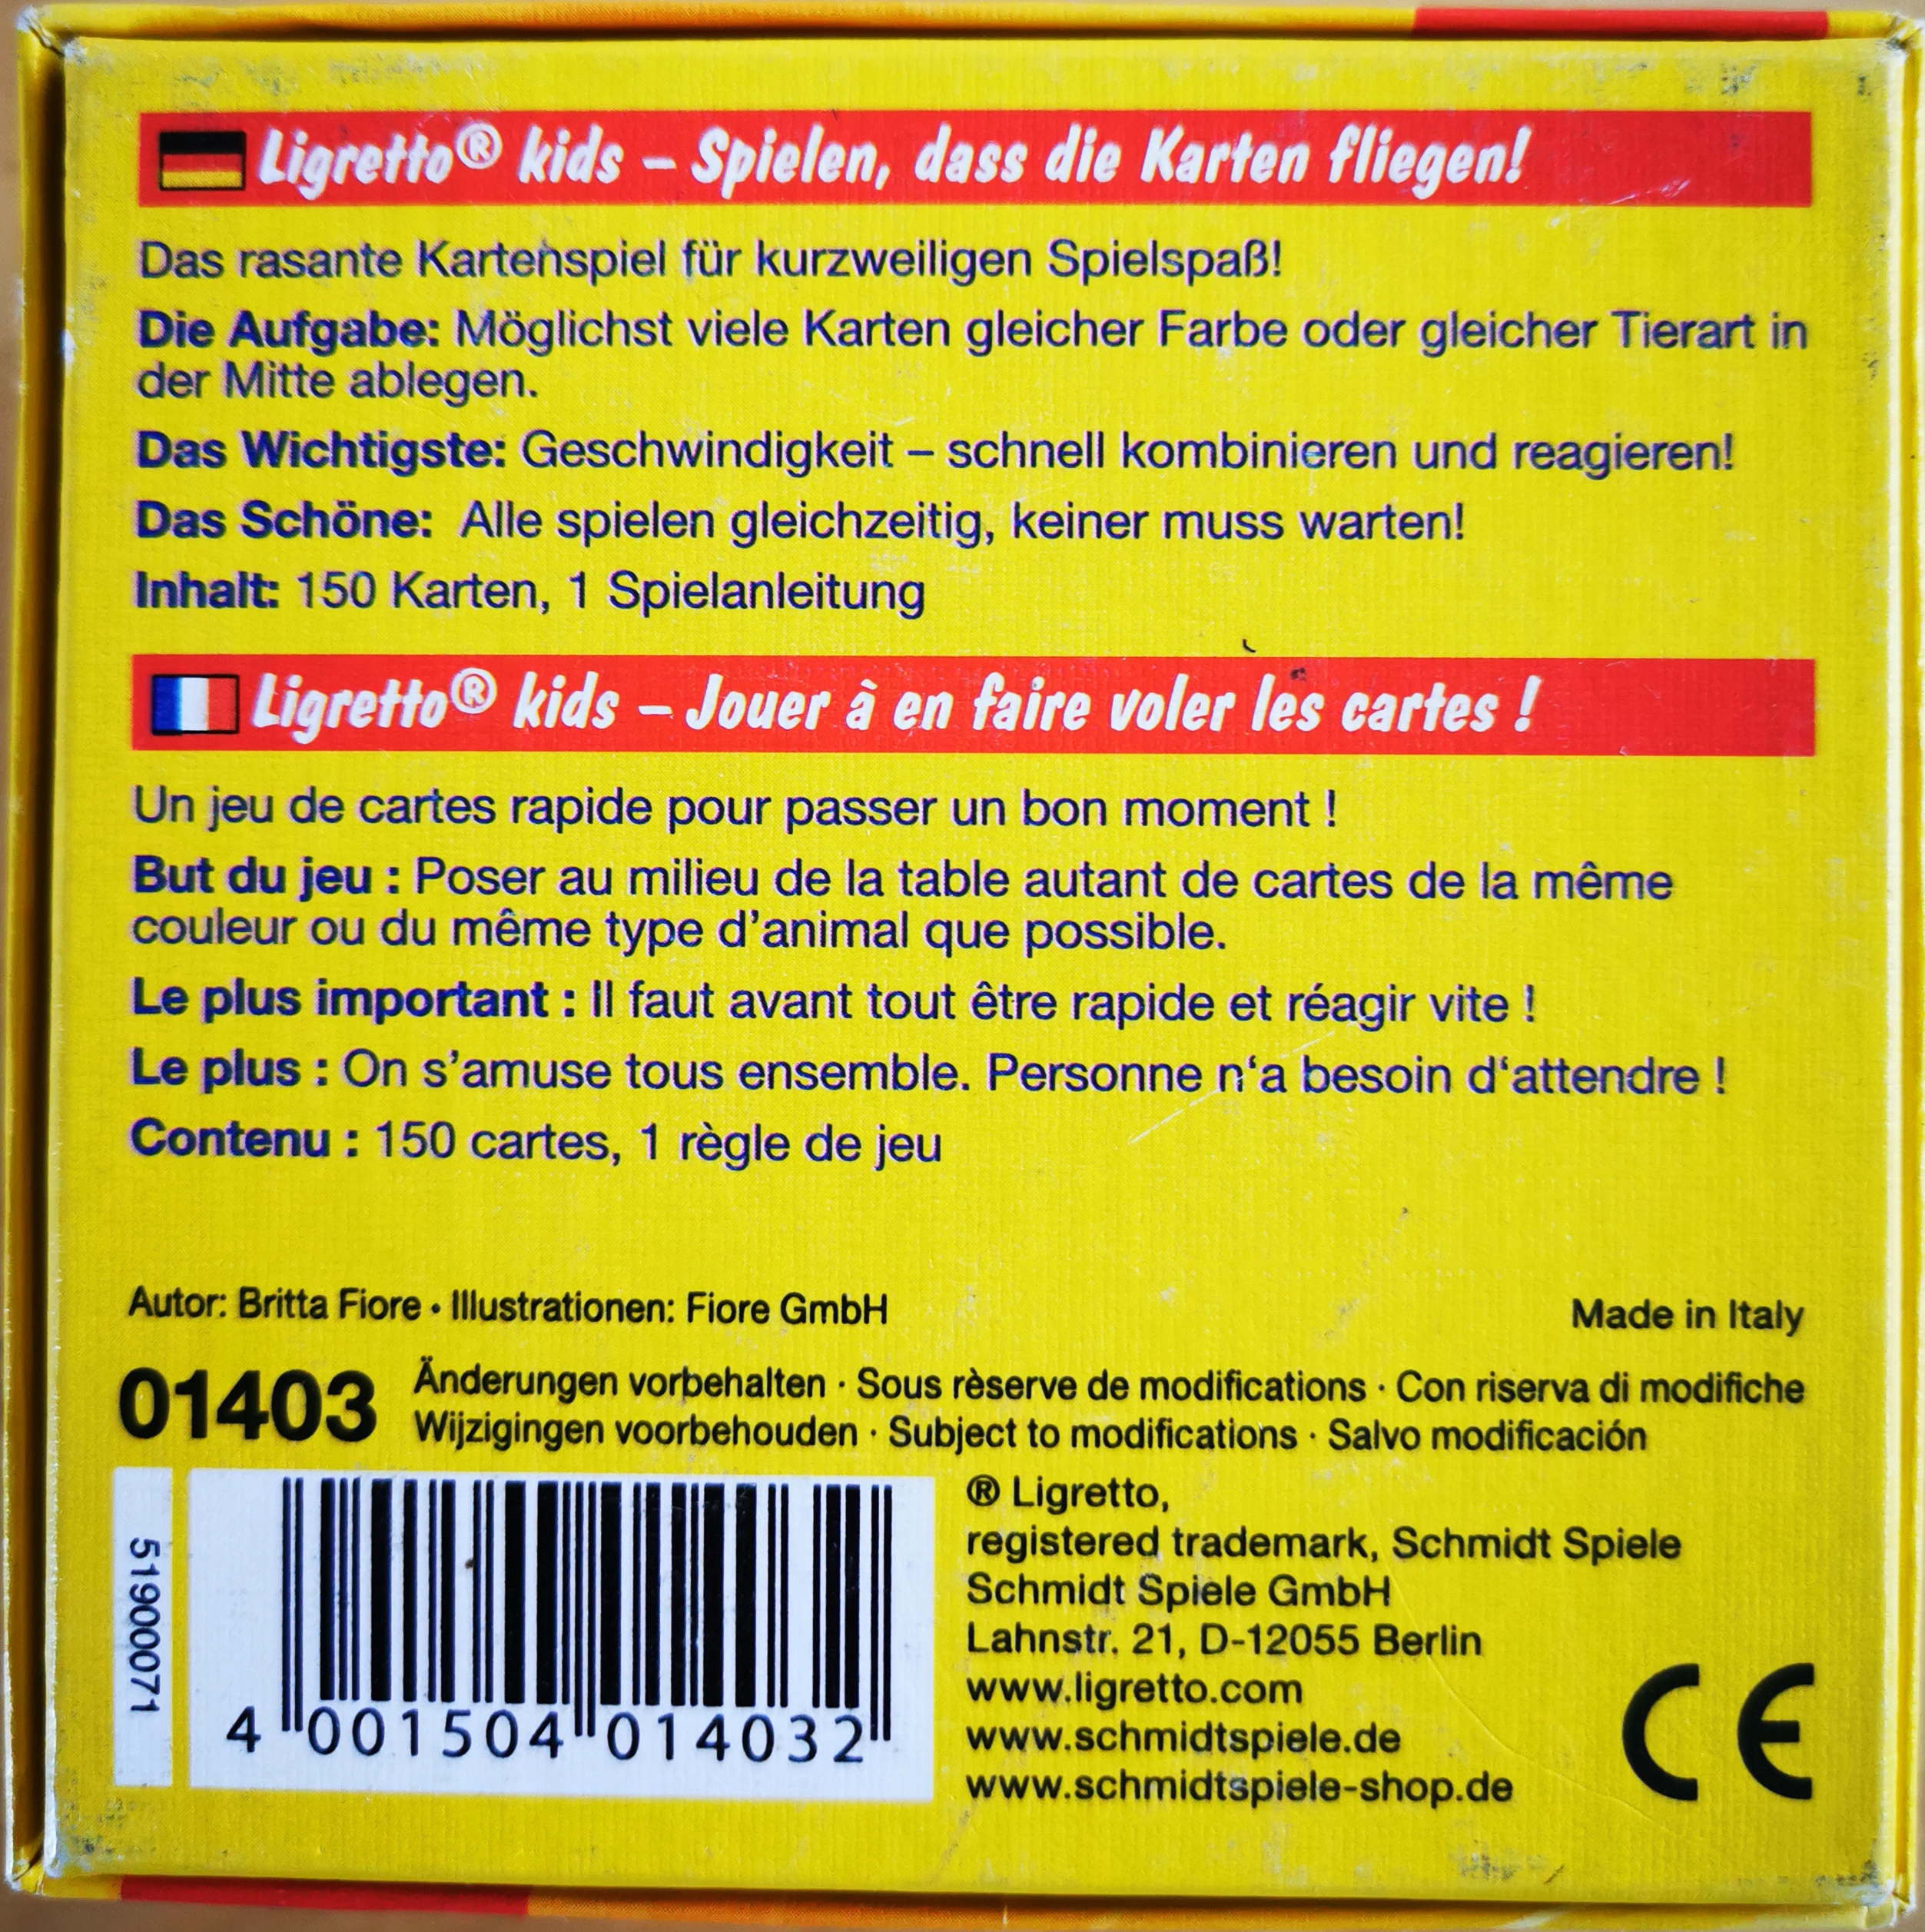 Ligretto® kids – Spielen, dass die Karten fliegen!
Das rasante Kartenspiel für kurzweiligen Spielspaß!
Die Aufgabe: Möglichst viele Karten gleicher Farbe oder gleicher Tierart in
der Mitte ablegen.
Das Wichtigste: Geschwindigkeit – schnell kombinieren und reagieren!
Das Schöne: Alle spielen gleichzeitig, keiner muss warten!
Inhalt: 150 Karten, 1 Spielanleitung
Ligretto® kids – Jouer à en faire voler les cartes !
Un jeu de cartes rapide pour passer un bon moment !
But du jeu : Poser au milieu de la table autant de cartes de la même
couleur ou du même type d’animal que possible.
Le plus important : Il faut avant tout être rapide et réagir vite !
Le plus : On s’amuse tous ensemble. Personne n‘a besoin d‘attendre !
Contenu : 150 cartes, 1 règle de jeu
Autor: Britta Fiore • Illustrationen: Fiore GmbH
Made in Italy
01403
Änderungen vorbehalten · Sous rèserve de modifications · Con riserva di modifiche
Wijzigingen voorbehouden · Subject to modifications · Salvo modificación
51900071
4 001504 014032
® Ligretto,
registered trademark, Schmidt Spiele
Schmidt Spiele GmbH
Lahnstr. 21, D-12055 Berlin
www.ligretto.com
www.schmidtspiele.de
www.schmidtspiele-shop.de
CE